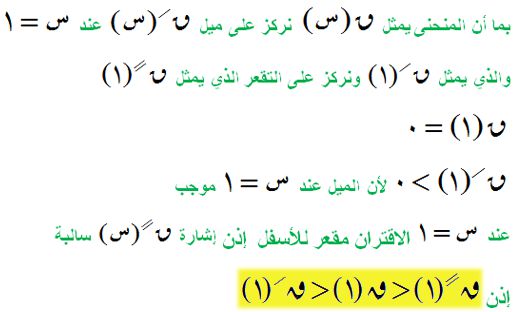 بما أن المنحنى يمثل ق(س) نركز على ميل ق′(س) عند س = ١
والذي يمثل ق′(١) ونركز على التقعر الذي يمثل ق″(١)
ق(١) = ٠
ق′(١) > ٠ لأن الميل عند س = ١ موجب
عند س = ١ الاقتران مقعر للأسفل إذن إشارة ق″(س) سالبة
إذن ق″(١) < ق(١) < ق′(١)